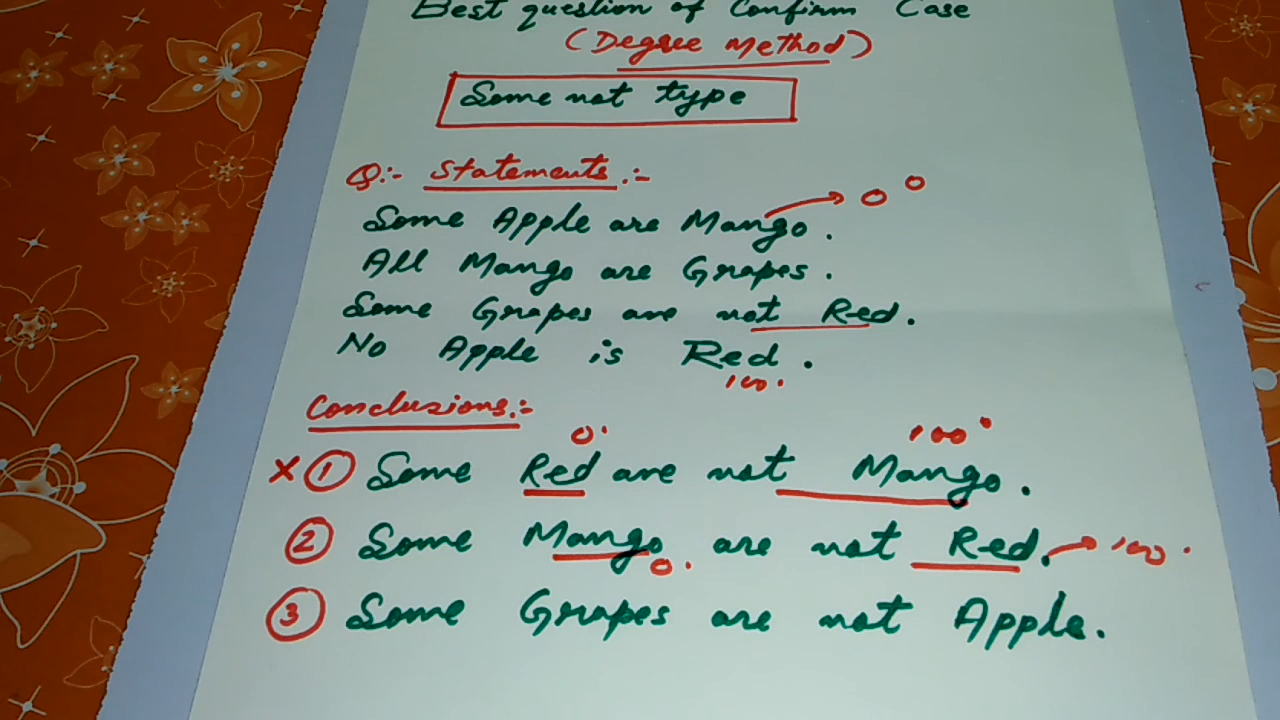 Best question of Confirm Case
(Degree Method)
Some not type
Q:- Statements:-
Some Apple are Mango. → 0°
All Mango are Grapes.
Some Grapes are not Red.
No Apple is Red.
100°
Conclusions:-
0° 100°
× ① Some Red are not Mango.
② Some Mango are not Red. → 100°
0°
③ Some Grapes are not Apple.